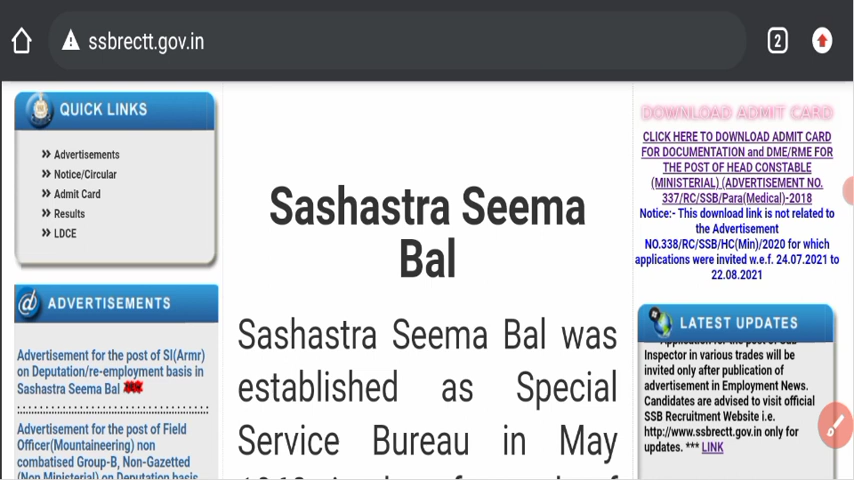 ssbrectt.gov.in
2
QUICK LINKS
Advertisements
Notice/Circular
Admit Card
Results
LDCE
ADVERTISEMENTS
Advertisement for the post of SI(Armr)
on Deputation/re-employment basis in
Sashastra Seema Bal
Advertisement for the post of Field
Officer(Mountaineering) non
combatised Group-B, Non-Gazetted
(Non Ministerial) on Deputation basis
Sashastra Seema
Bal
Sashastra Seema Bal was
established as Special
Service Bureau in May
DOWNLOAD ADMIT CARD
CLICK HERE TO DOWNLOAD ADMIT CARD
FOR DOCUMENTATION and DME/RME FOR
THE POST OF HEAD CONSTABLE
(MINISTERIAL) (ADVERTISEMENT NO.
337/RC/SSB/Para(Medical)-2018
Notice:- This download link is not related to
the Advertisement
NO.338/RC/SSB/HC(Min)/2020 for which
applications were invited w.e.f. 24.07.2021 to
22.08.2021
LATEST UPDATES
Inspector in various trades will be
invited only after publication of
advertisement in Employment News.
Candidates are advised to visit official
SSB Recruitment Website i.e.
http://www.ssbrectt.gov.in only for
updates. *** LINK